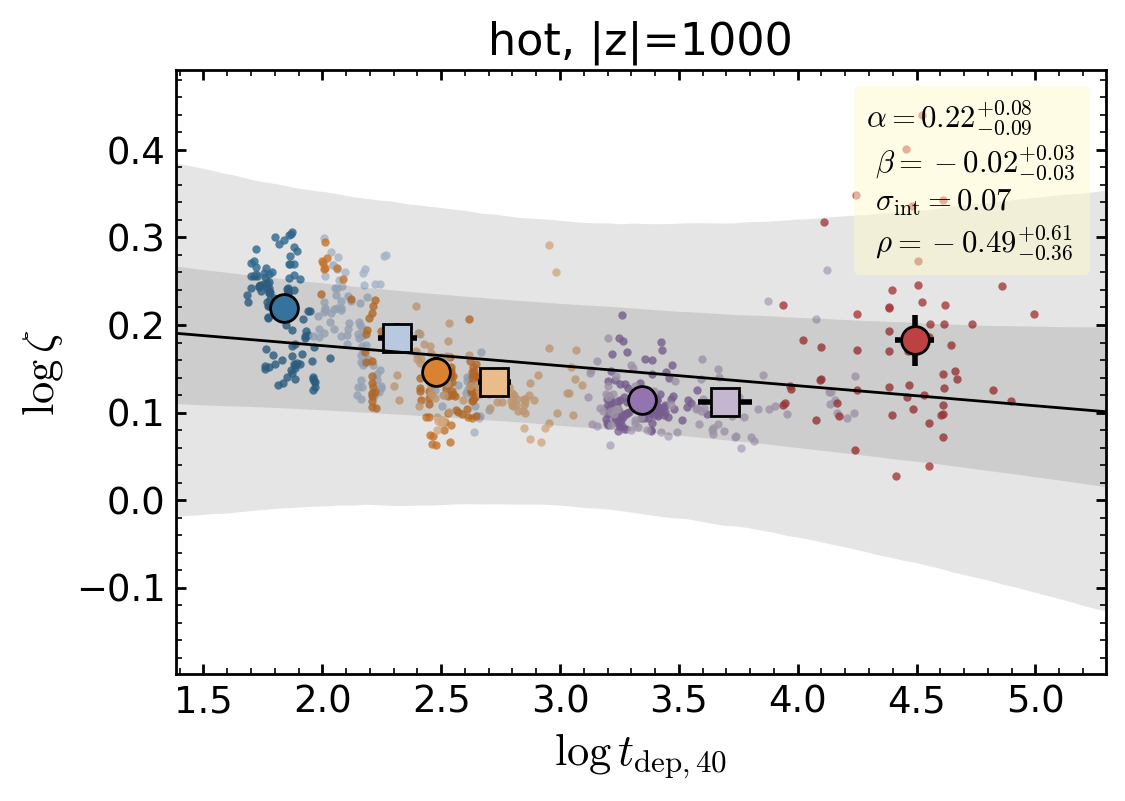 hot, |z|=1000
α = 0.22^{+0.08}_{-0.09}
β = −0.02^{+0.03}_{-0.03}
σ_int = 0.07
ρ = −0.49^{+0.61}_{-0.36}
log ζ
0.4
0.3
0.2
0.1
0.0
−0.1
1.5 2.0 2.5 3.0 3.5 4.0 4.5 5.0
log t_{dep, 40}